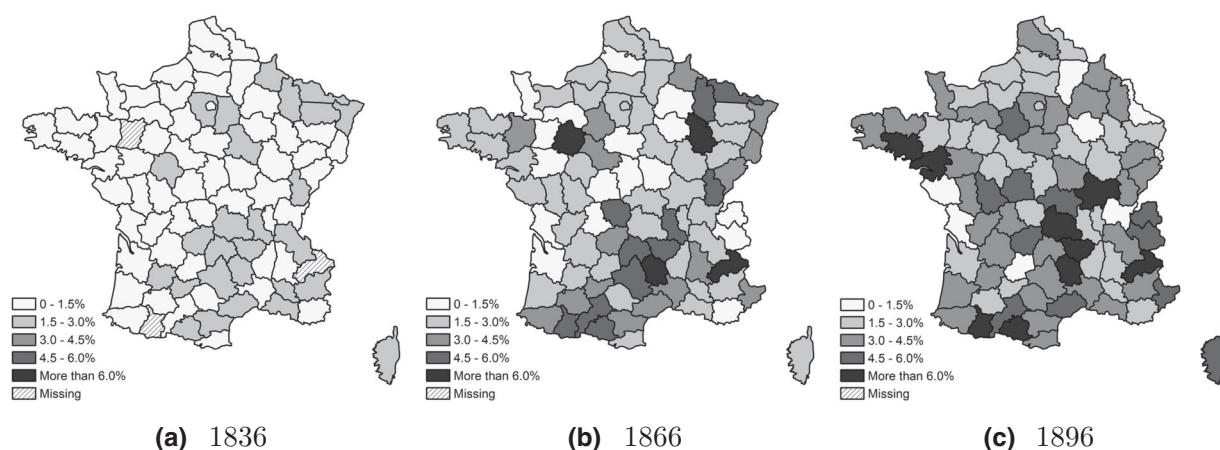 0 - 1.5%
1.5 - 3.0%
3.0 - 4.5%
4.5 - 6.0%
More than 6.0%
Missing
(a) 1836
0 - 1.5%
1.5 - 3.0%
3.0 - 4.5%
4.5 - 6.0%
More than 6.0%
Missing
(b) 1866
0 - 1.5%
1.5 - 3.0%
3.0 - 4.5%
4.5 - 6.0%
More than 6.0%
Missing
(c) 1896